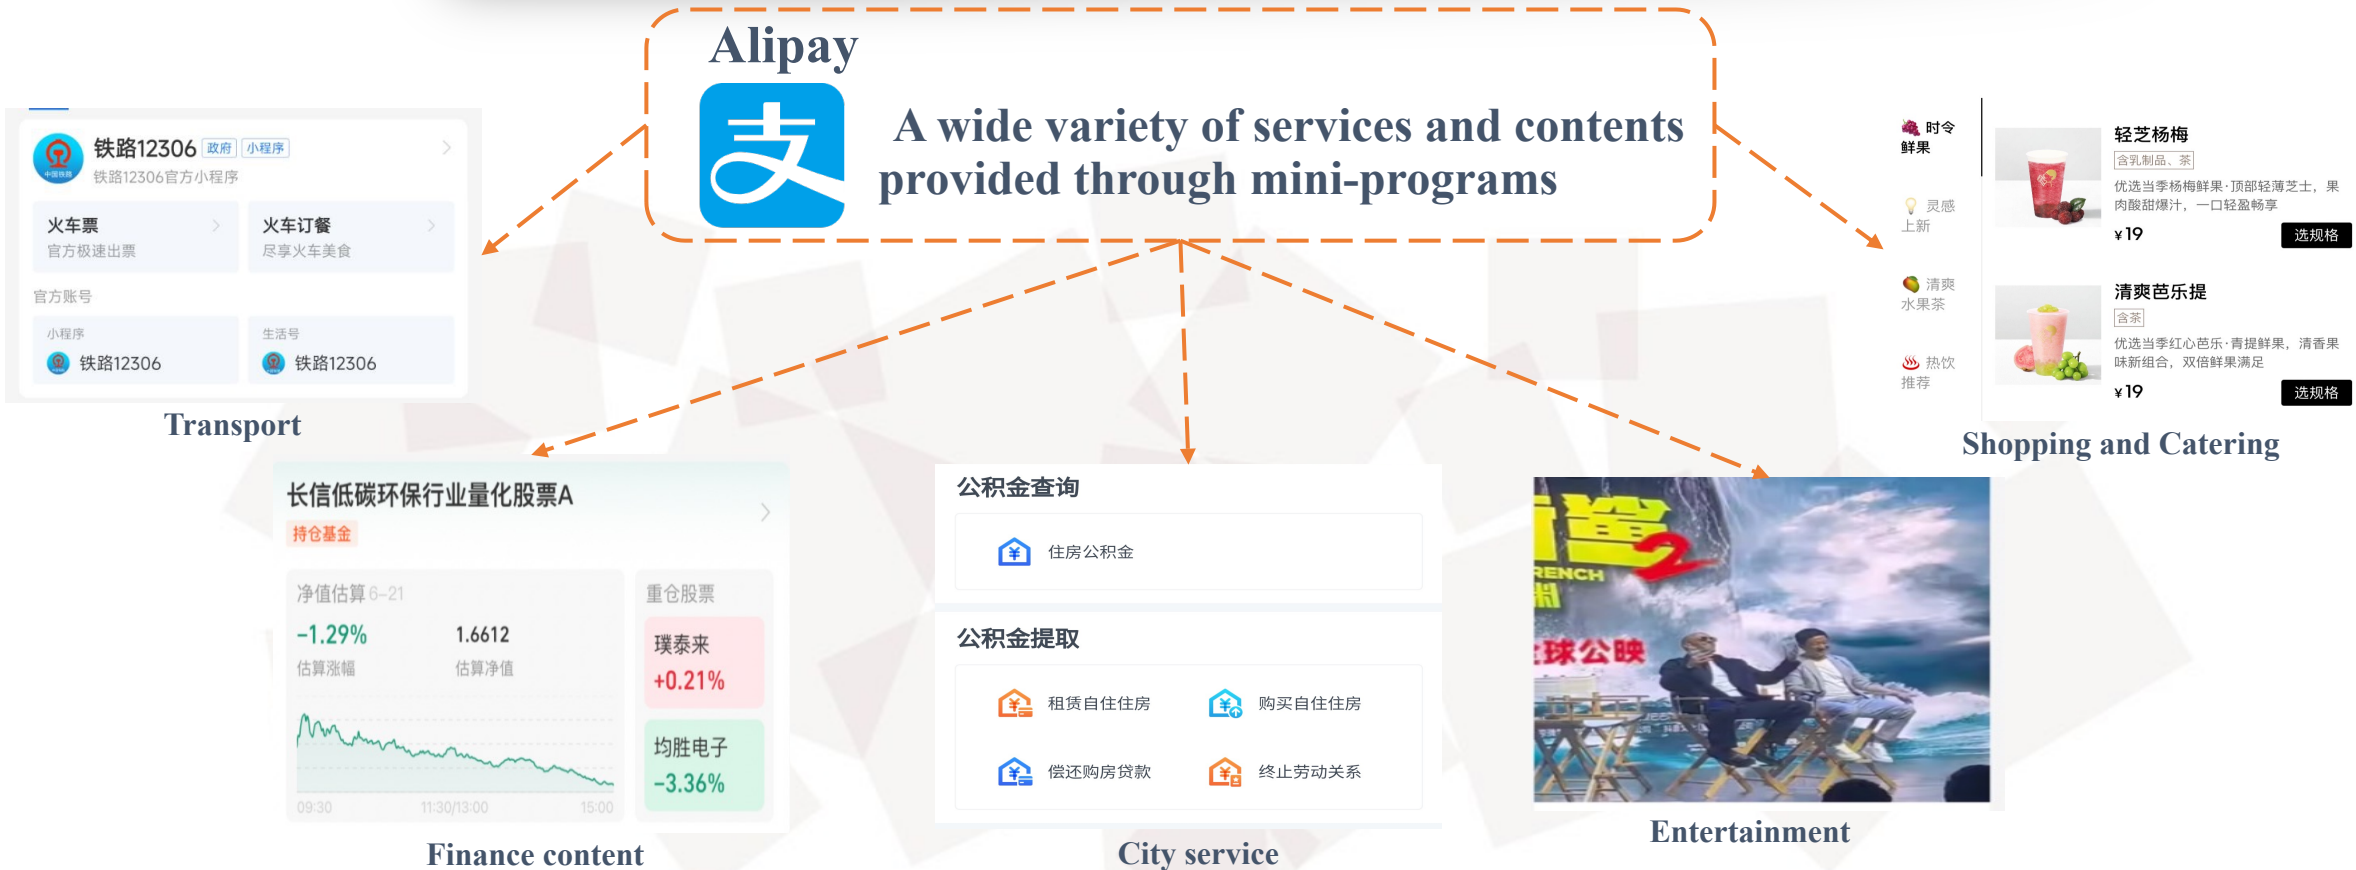 Alipay
支
A wide variety of services and contents
provided through mini-programs
铁路12306 政府 小程序
铁路12306官方小程序
中国铁路
火车票
官方极速出票
火车订餐
尽享火车美食
官方账号
小程序
铁路12306
生活号
铁路12306
Transport
时令
鲜果
灵感
上新
清爽
水果茶
热饮
推荐
轻芝杨梅
含乳制品、茶
优选当季杨梅鲜果·顶部轻薄芝士，果
肉酸甜爆汁，一口轻盈畅享
¥19
选规格
清爽芭乐提
含茶
优选当季红心芭乐·青提鲜果，清香果
味新组合，双倍鲜果满足
¥19
选规格
Shopping and Catering
长信低碳环保行业量化股票A
持仓基金
净值估算 6-21
-1.29%
估算涨幅
1.6612
估算净值
09:30 11:30/13:00 15:00
重仓股票
璞泰来
+0.21%
均胜电子
-3.36%
Finance content
公积金查询
住房公积金
公积金提取
租赁自住住房
购买自住住房
偿还购房贷款
终止劳动关系
City service
鲨2
RENCH
球公映
Entertainment